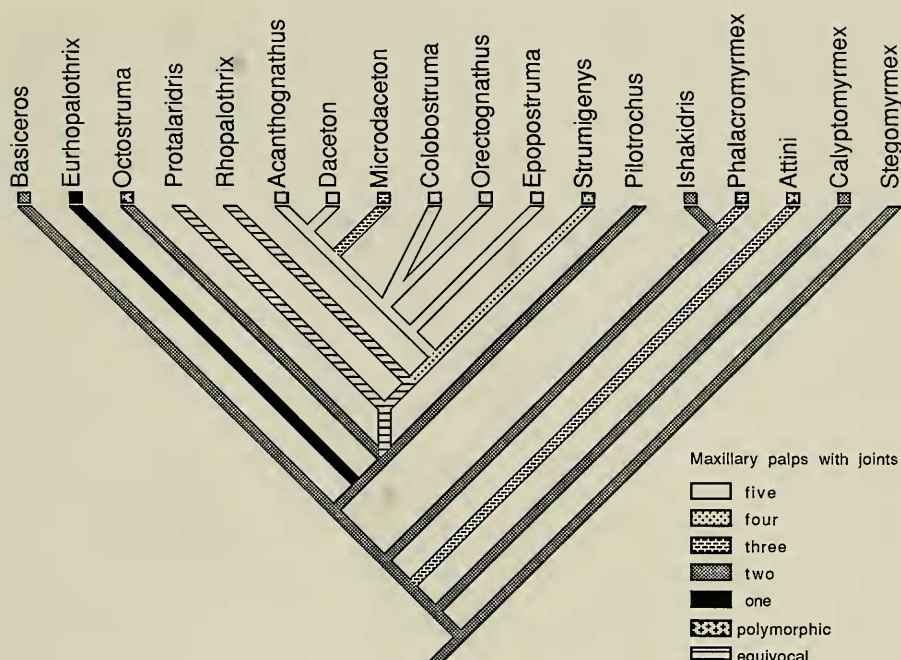 Basiceros
Eurhopalothrix
Octostruma
Protalaridris
Rhopalothrix
Acanthognathus
Daceton
Microdaceton
Colobostruma
Orectognathus
Epopostruma
Strumigenys
Pilotrochus
Ishakidris
Phalacromyrmex
Attini
Calyptomyrmex
Stegomyrmex
Maxillary palps with joints
five
four
three
two
one
polymorphic
equivocal